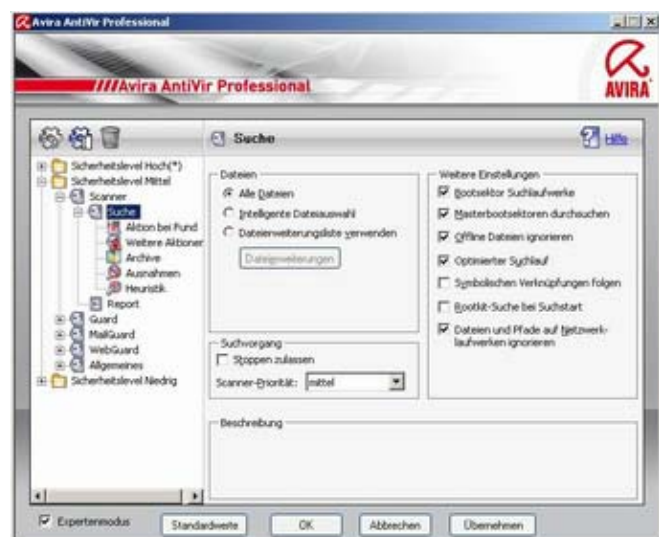 Avira AntiVir Professional
Avira AntiVir Professional
AVIRA
Suche
Hilfe
Sicherheitslevel Hoch(*)
Sicherheitslevel Mittel
Scanner
Suche
Aktion bei Fund
Weitere Aktionen
Archive
Ausnahmen
Heuristik
Report
Guard
MailGuard
WebGuard
Allgemeines
Sicherheitslevel Niedrig
Dateien
Alle Dateien
Intelligente Dateiauswahl
Dateierweiterungsliste verwenden
Dateierweiterungen
Suchvorgang
Stoppen zulassen
Scanner-Priorität: mittel
Weitere Einstellungen
Bootsektor Suchlaufwerke
Masterbootsektoren durchsuchen
Offline Dateien ignorieren
Optimierter Suchlauf
Symbolischen Verknüpfungen folgen
Rootkit-Suche bei Suchstart
Dateien und Pfade auf Netzwerk-
laufwerken ignorieren
Beschreibung
Expertenmodus
Standardwerte
OK
Abbrechen
Übernehmen